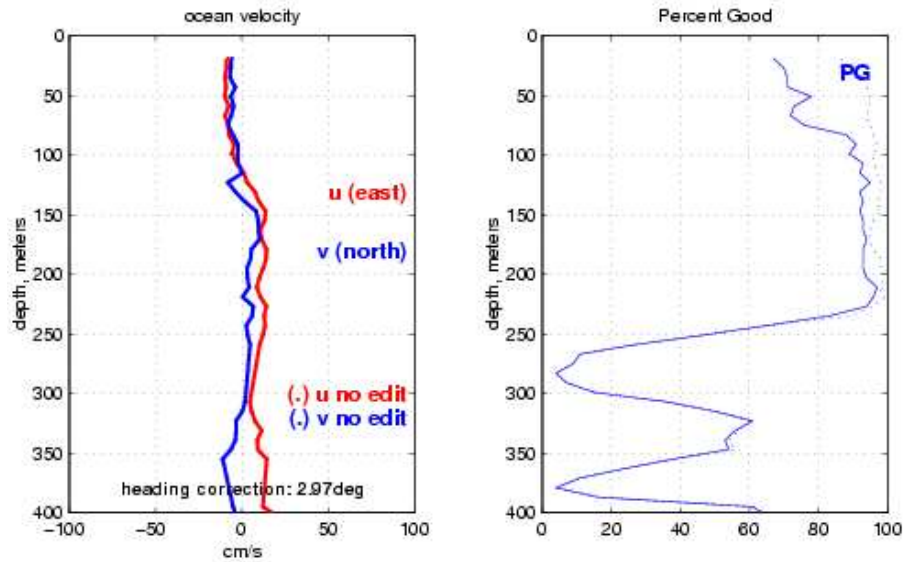 ocean velocity
0
50
100
150
200
250
300
350
400
depth, meters
u (east)
v (north)
(.) u no edit
(.) v no edit
heading correction: 2.97deg
−100
−50
0
50
100
cm/s
Percent Good
0
50
100
150
200
250
300
350
400
depth, meters
PG
0
20
40
60
80
100